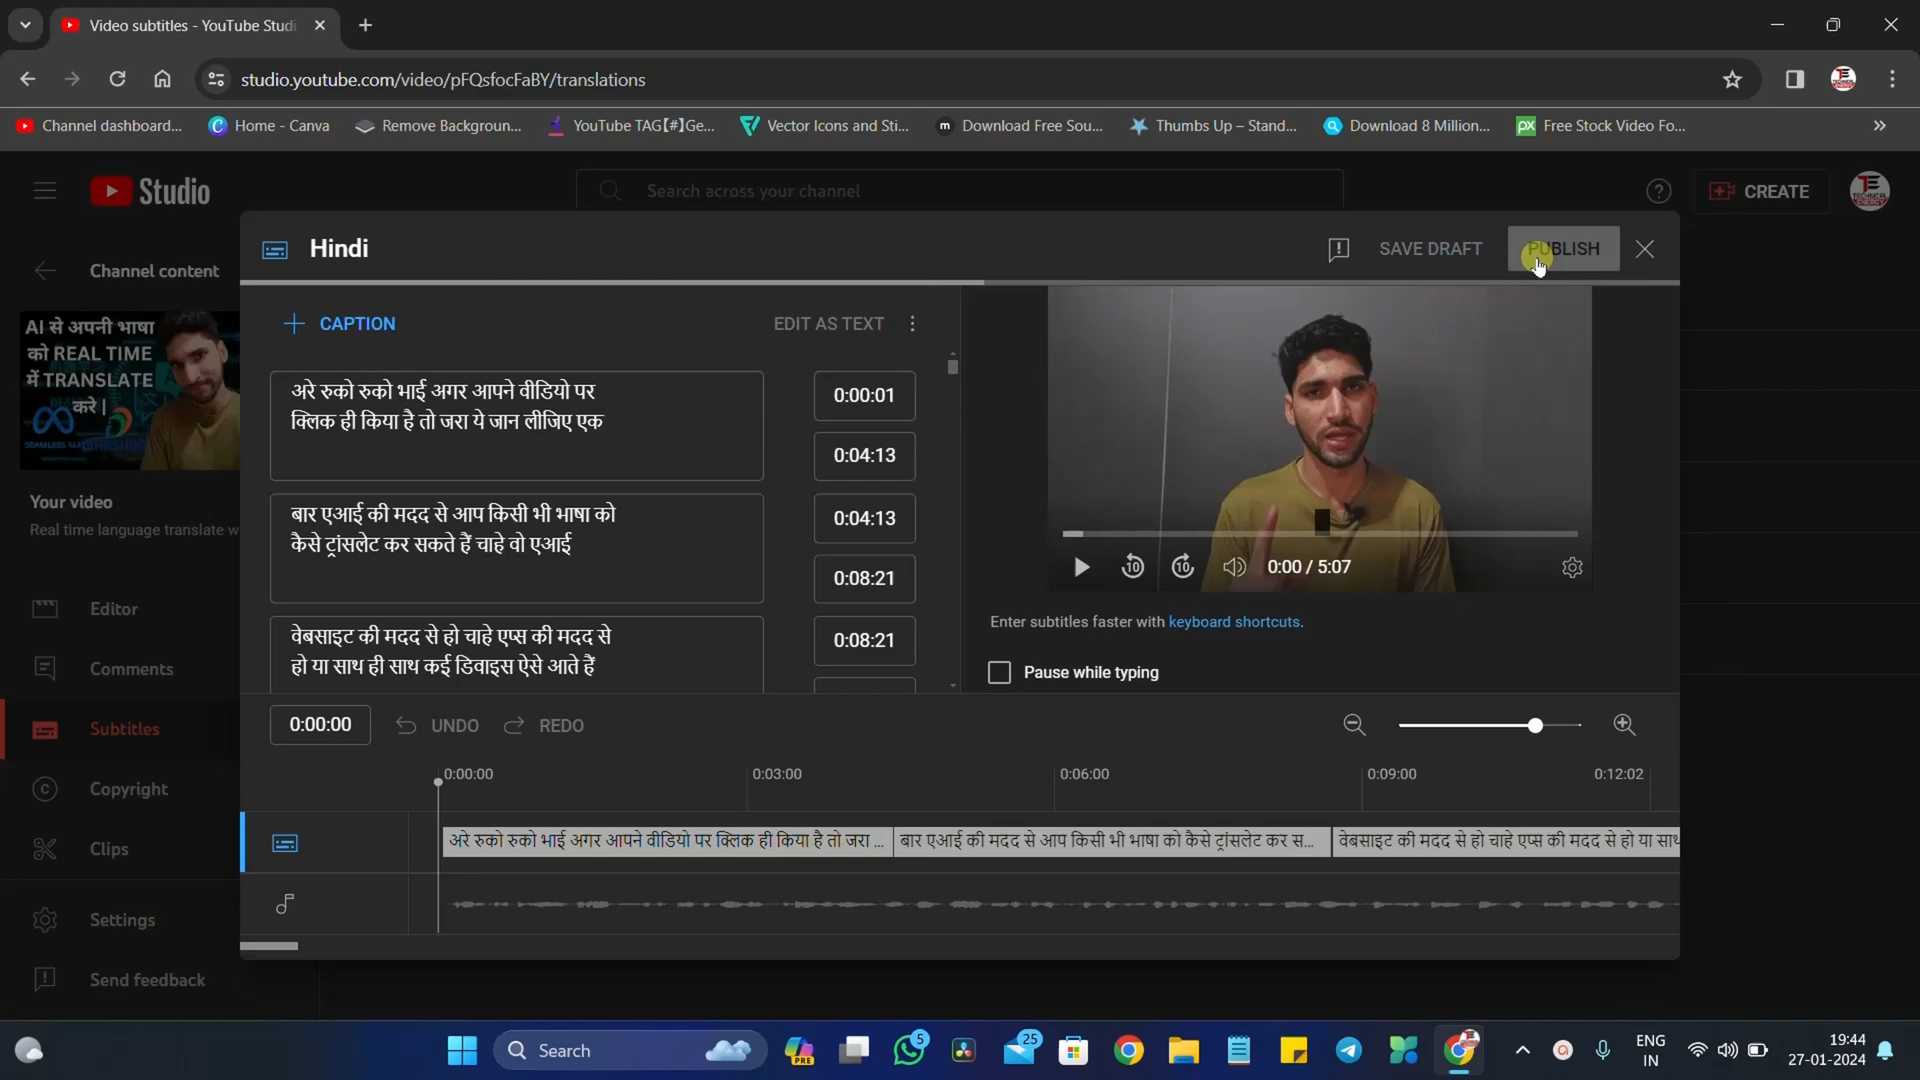 Video subtitles - YouTube Studi
studio.youtube.com/video/pFQsfocFaBY/translations
Channel dashboard... Home - Canva Remove Backgroun... YouTube TAG【#】Ge... Vector Icons and Sti... Download Free Sou... Thumbs Up – Stand... Download 8 Million... Free Stock Video Fo... »
Studio Search across your channel CREATE
Hindi SAVE DRAFT PUBLISH
Channel content
AI से अपनी भाषा
को REAL TIME
में TRANSLATE
करे |
Your video
Real time language translate w
Editor
Comments
Subtitles
Copyright
Clips
Settings
Send feedback
CAPTION EDIT AS TEXT
अरे रुको रुको भाई अगर आपने वीडियो पर
क्लिक ही किया है तो जरा ये जान लीजिए एक
0:00:01
0:04:13
बार एआई की मदद से आप किसी भी भाषा को
कैसे ट्रांसलेट कर सकते हैं चाहे वो एआई
0:04:13
0:08:21
वेबसाइट की मदद से हो चाहे एप्स की मदद से
हो या साथ ही साथ कई डिवाइस ऐसे आते हैं
0:08:21
0:00 / 5:07
Enter subtitles faster with keyboard shortcuts.
Pause while typing
0:00:00 UNDO REDO
0:00:00 0:03:00 0:06:00 0:09:00 0:12:02
अरे रुको रुको भाई अगर आपने वीडियो पर क्लिक ही किया है तो जरा ... बार एआई की मदद से आप किसी भी भाषा को कैसे ट्रांसलेट कर स... वेबसाइट की मदद से हो चाहे एप्स की मदद से हो या साथ
Search PRE 5 25 ENG 19:44
IN 27-01-2024